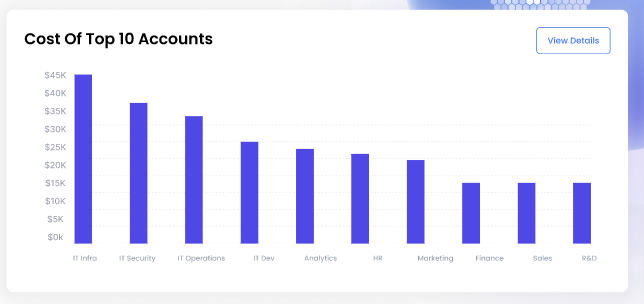 Cost Of Top 10 Accounts
View Details
$45K
$40K
$35K
$30K
$25K
$20K
$15K
$10K
$5K
$0k
IT Infra IT Security IT Operations IT Dev Analytics HR Marketing Finance Sales R&D